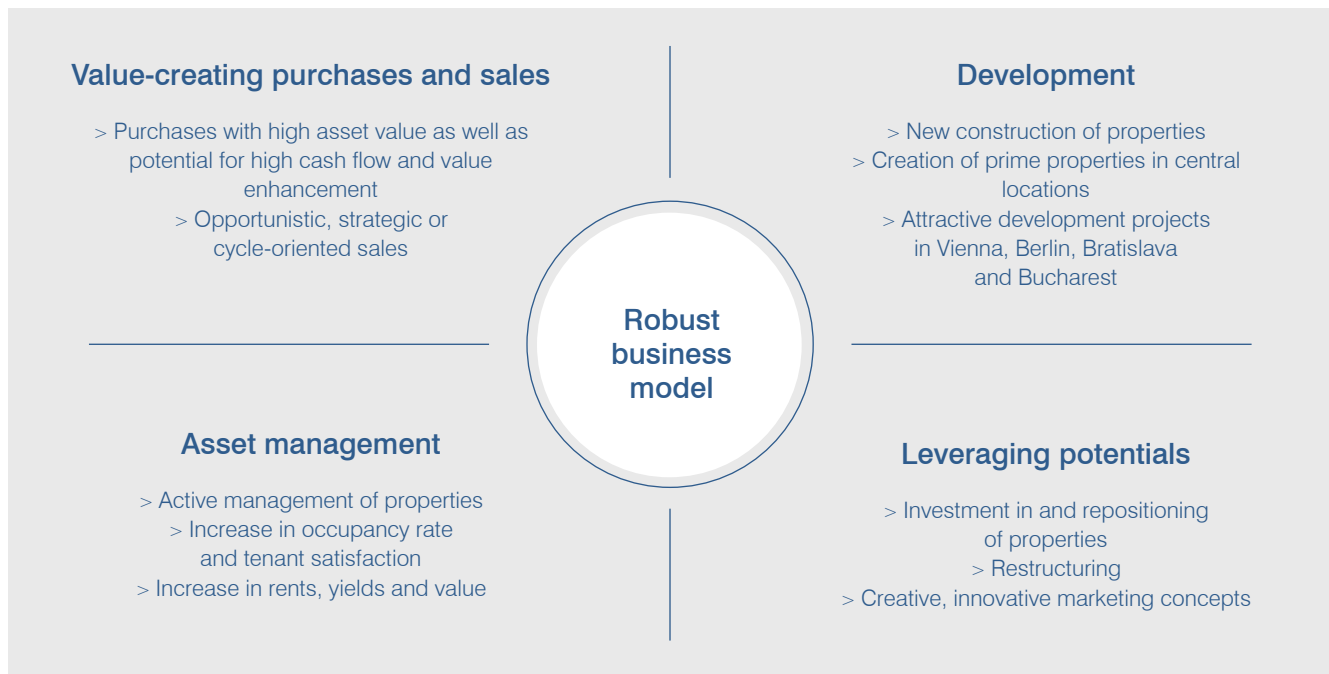 Value-creating purchases and sales
> Purchases with high asset value as well as
potential for high cash flow and value
enhancement
> Opportunistic, strategic or
cycle-oriented sales
Development
> New construction of properties
> Creation of prime properties in central
locations
> Attractive development projects
in Vienna, Berlin, Bratislava
and Bucharest
Robust
business
model
Asset management
> Active management of properties
> Increase in occupancy rate
and tenant satisfaction
> Increase in rents, yields and value
Leveraging potentials
> Investment in and repositioning
of properties
> Restructuring
> Creative, innovative marketing concepts